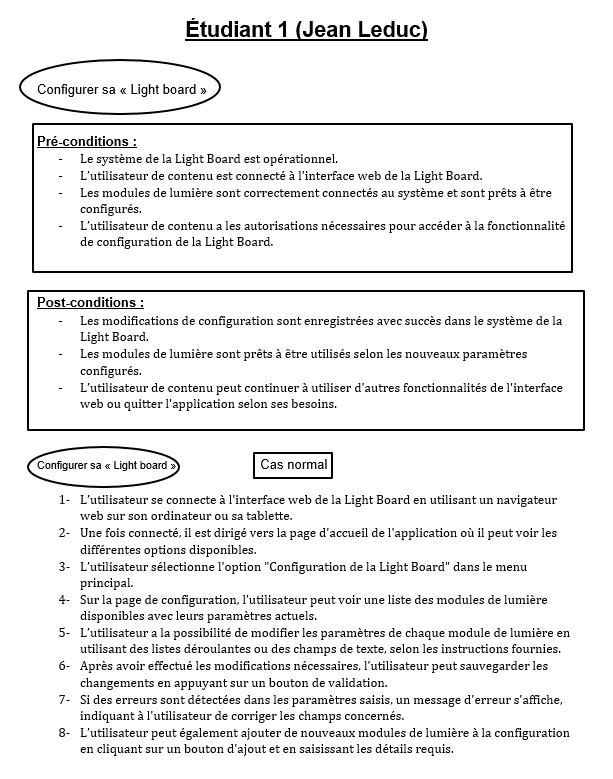 Étudiant 1 (Jean Leduc)
Configurer sa « Light board »
Pré-conditions :
- Le système de la Light Board est opérationnel.
- L'utilisateur de contenu est connecté à l'interface web de la Light Board.
- Les modules de lumière sont correctement connectés au système et sont prêts à être
configurés.
- L'utilisateur de contenu a les autorisations nécessaires pour accéder à la fonctionnalité
de configuration de la Light Board.
Post-conditions :
- Les modifications de configuration sont enregistrées avec succès dans le système de la
Light Board.
- Les modules de lumière sont prêts à être utilisés selon les nouveaux paramètres
configurés.
- L'utilisateur de contenu peut continuer à utiliser d'autres fonctionnalités de l'interface
web ou quitter l'application selon ses besoins.
Configurer sa « Light board »
Cas normal
1- L'utilisateur se connecte à l'interface web de la Light Board en utilisant un navigateur
web sur son ordinateur ou sa tablette.
2- Une fois connecté, il est dirigé vers la page d'accueil de l'application où il peut voir les
différentes options disponibles.
3- L'utilisateur sélectionne l'option "Configuration de la Light Board" dans le menu
principal.
4- Sur la page de configuration, l'utilisateur peut voir une liste des modules de lumière
disponibles avec leurs paramètres actuels.
5- L'utilisateur a la possibilité de modifier les paramètres de chaque module de lumière en
utilisant des listes déroulantes ou des champs de texte, selon les instructions fournies.
6- Après avoir effectué les modifications nécessaires, l'utilisateur peut sauvegarder les
changements en appuyant sur un bouton de validation.
7- Si des erreurs sont détectées dans les paramètres saisis, un message d'erreur s'affiche,
indiquant à l'utilisateur de corriger les champs concernés.
8- L'utilisateur peut également ajouter de nouveaux modules de lumière à la configuration
en cliquant sur un bouton d'ajout et en saisissant les détails requis.